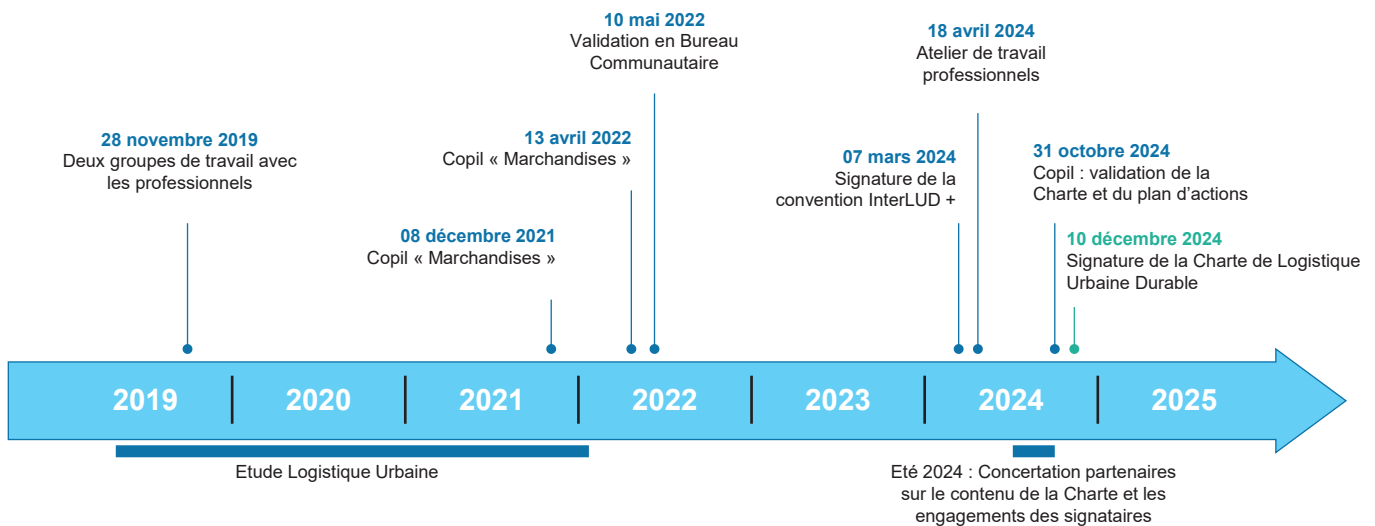 10 mai 2022
Validation en Bureau
Communautaire
18 avril 2024
Atelier de travail
professionnels
28 novembre 2019
Deux groupes de travail avec
les professionnels
13 avril 2022
Copil « Marchandises »
07 mars 2024
Signature de la
convention InterLUD +
31 octobre 2024
Copil : validation de la
Charte et du plan d'actions
08 décembre 2021
Copil « Marchandises »
10 décembre 2024
Signature de la Charte de Logistique
Urbaine Durable
2019
2020
2021
2022
2023
2024
2025
Etude Logistique Urbaine
Eté 2024 : Concertation partenaires
sur le contenu de la Charte et les
engagements des signataires